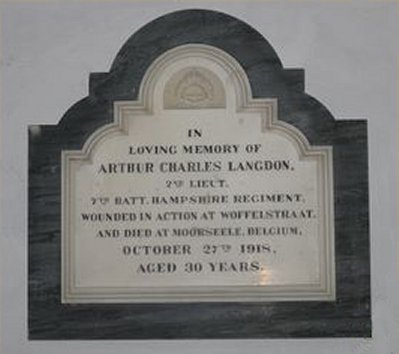 IN
LOVING MEMORY OF
ARTHUR CHARLES LANGDON,
2ND LIEUT.
2ND BATT. HAMPSHIRE REGIMENT,
WOUNDED IN ACTION AT WOFFELSTRAAT,
AND DIED AT MOORSEELE, BELGIUM,
OCTOBER 27TH 1918,
AGED 30 YEARS.